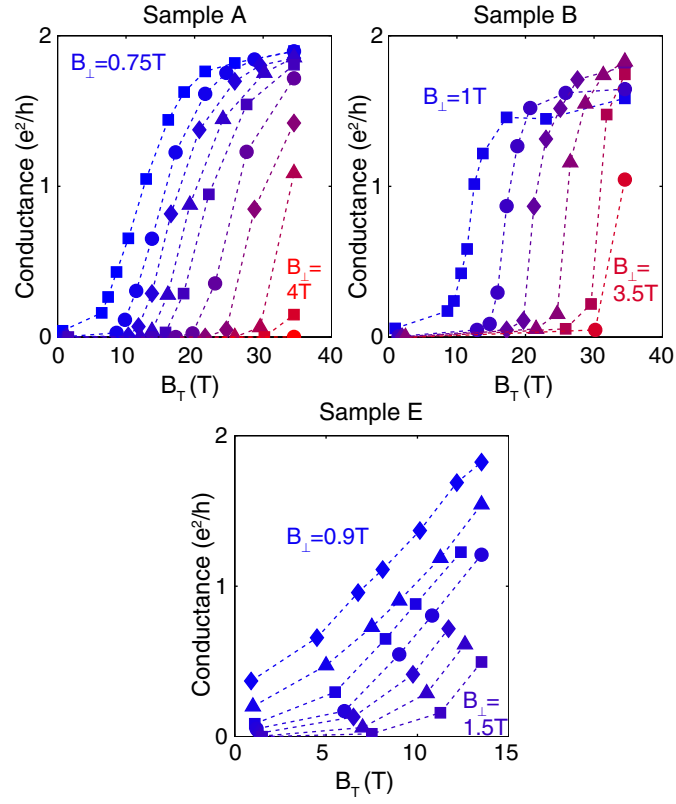 Sample A
Sample B
2
1
0
Conductance (e²/h)
B⊥=0.75T
B⊥=
4T
0 10 20 30 40
B_T (T)
2
1
0
Conductance (e²/h)
B⊥=1T
B⊥=
3.5T
0 10 20 30 40
B_T (T)
Sample E
2
1
0
Conductance (e²/h)
B⊥=0.9T
B⊥=
1.5T
0 5 10 15
B_T (T)